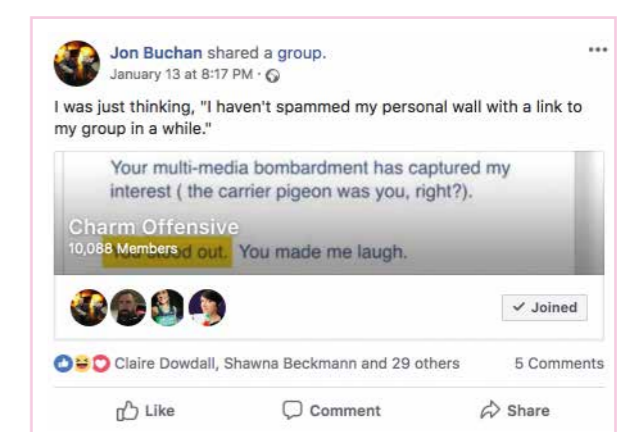 Jon Buchan shared a group.
January 13 at 8:17 PM ·
I was just thinking, "I haven't spammed my personal wall with a link to
my group in a while."
Your multi-media bombardment has captured my
interest ( the carrier pigeon was you, right?).
Charm Offensive
10,088 Members
You stood out. You made me laugh.
✓ Joined
Claire Dowdall, Shawna Beckmann and 29 others 5 Comments
Like Comment Share